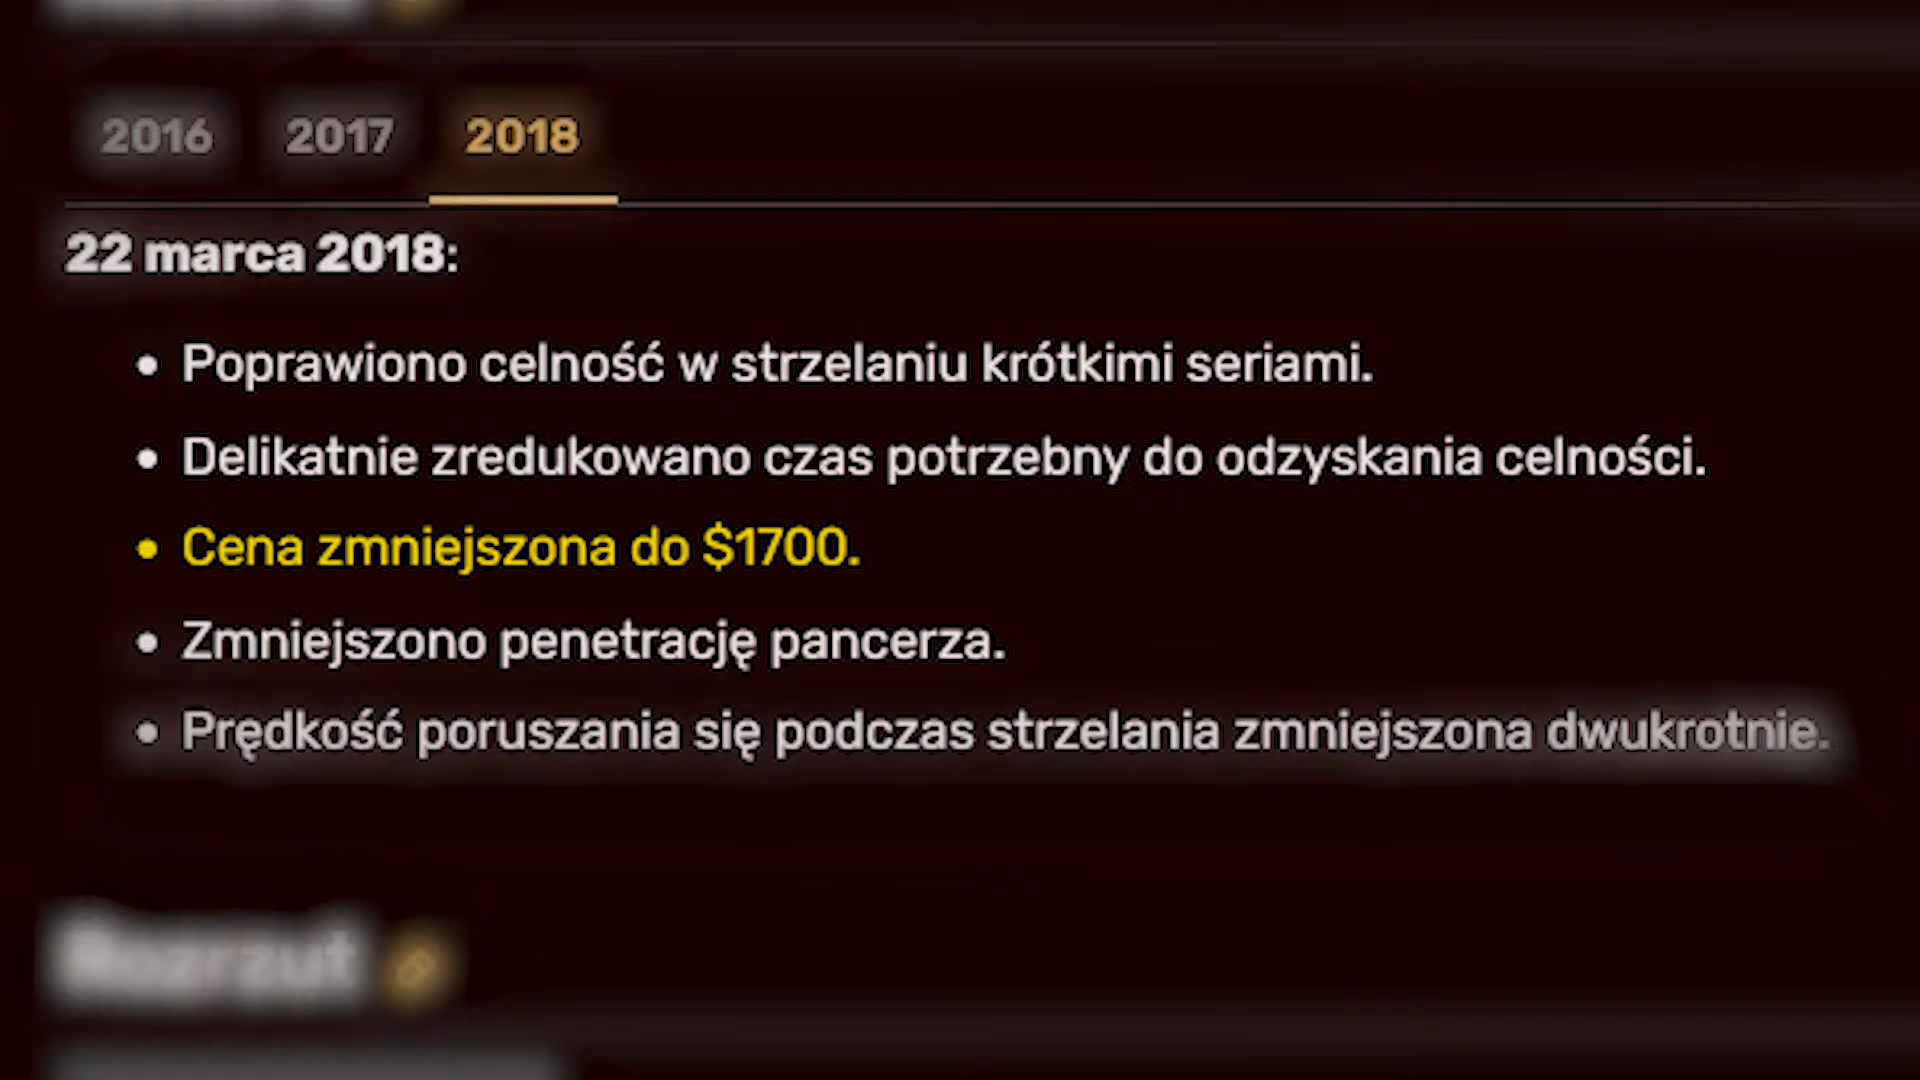 2016 2017 2018
22 marca 2018:
• Poprawiono celność w strzelaniu krótkimi seriami.
• Delikatnie zredukowano czas potrzebny do odzyskania celności.
• Cena zmniejszona do $1700.
• Zmniejszono penetrację pancerza.
• Prędkość poruszania się podczas strzelania zmniejszona dwukrotnie.
Rozrzut